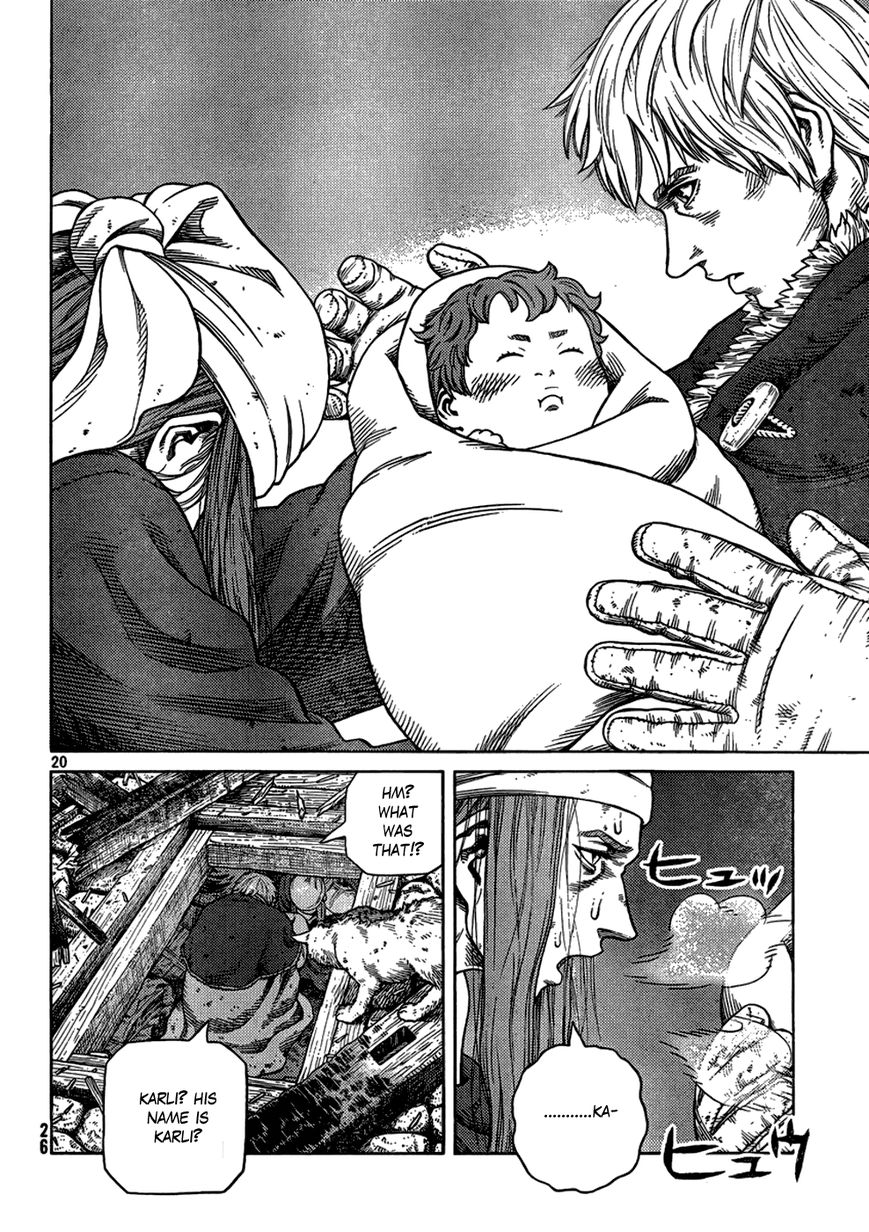 20
ヒュッ
............KA-
ヒュウ
HM?
WHAT
WAS
THAT!?
KARLI? HIS
NAME IS
KARLI?
26